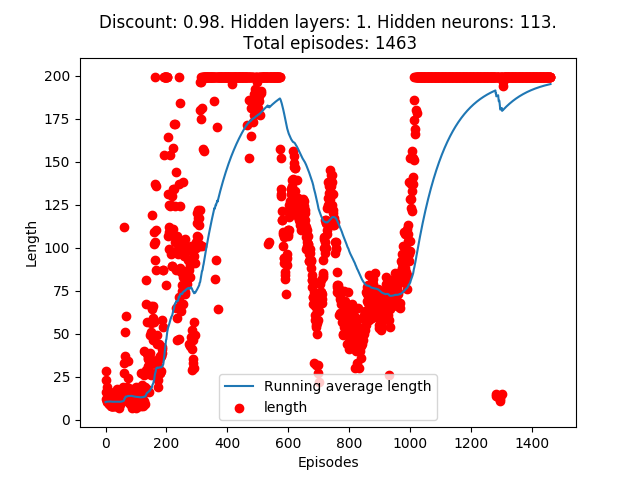 Discount: 0.98. Hidden layers: 1. Hidden neurons: 113.
Total episodes: 1463
200
175
150
125
100
75
50
25
0
Length
Running average length
length
0
200
400
600
800
1000
1200
1400
Episodes